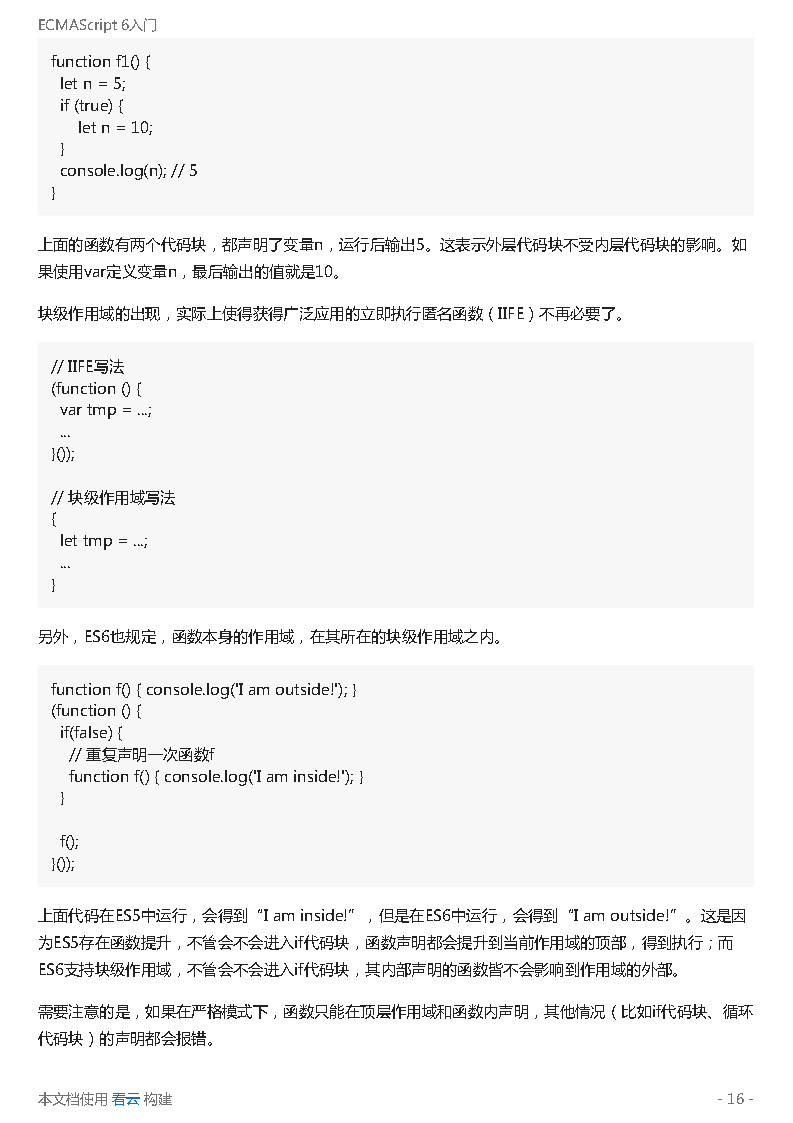 ECMAScript 6入门
function f1() {
  let n = 5;
  if (true) {
      let n = 10;
  }
  console.log(n); // 5
}
上面的函数有两个代码块，都声明了变量n，运行后输出5。这表示外层代码块不受内层代码块的影响。如
果使用var定义变量n，最后输出的值就是10。
块级作用域的出现，实际上使得获得广泛应用的立即执行匿名函数（IIFE）不再必要了。
// IIFE写法
(function () {
  var tmp = ...;
  ...
}());
// 块级作用域写法
{
  let tmp = ...;
  ...
}
另外，ES6也规定，函数本身的作用域，在其所在的块级作用域之内。
function f() { console.log('I am outside!'); }
(function () {
  if(false) {
    // 重复声明一次函数f
    function f() { console.log('I am inside!'); }
  }
  f();
}());
上面代码在ES5中运行，会得到“I am inside!”，但是在ES6中运行，会得到“I am outside!”。这是因
为ES5存在函数提升，不管会不会进入if代码块，函数声明都会提升到当前作用域的顶部，得到执行；而
ES6支持块级作用域，不管会不会进入if代码块，其内部声明的函数皆不会影响到作用域的外部。
需要注意的是，如果在严格模式下，函数只能在顶层作用域和函数内声明，其他情况（比如if代码块、循环
代码块）的声明都会报错。
本文档使用 看云 构建
- 16 -